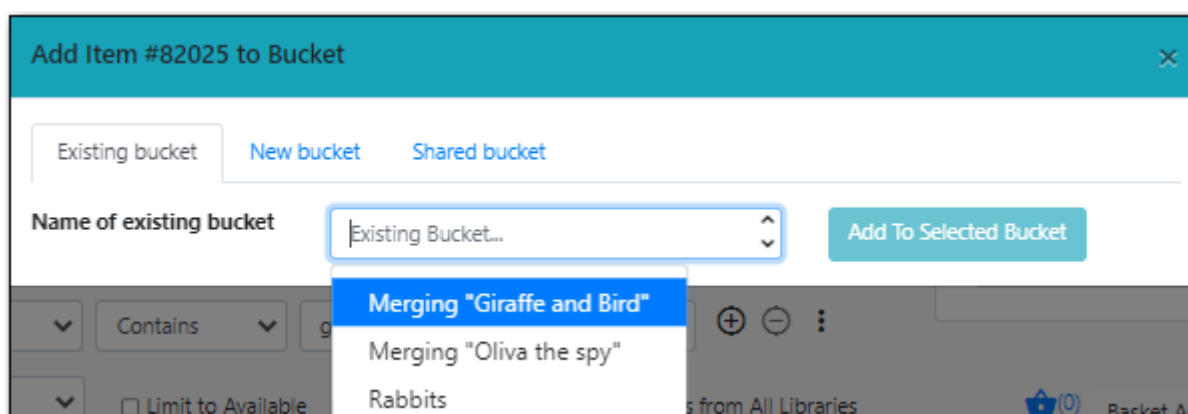 Add Item #82025 to Bucket ×
Existing bucket New bucket Shared bucket
Name of existing bucket Existing Bucket... Add To Selected Bucket
Merging "Giraffe and Bird"
Contains g
Merging "Oliva the spy"
Rabbits
Limit to Available s from All Libraries (0) Basket A